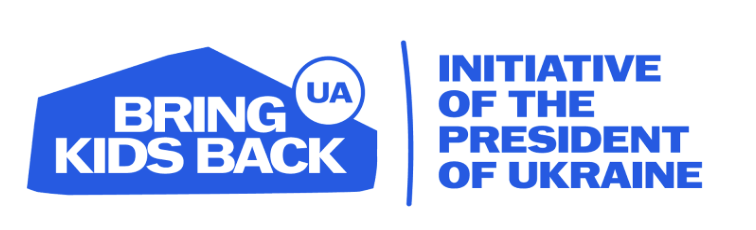 BRING
KIDS BACK
UA
INITIATIVE
OF THE
PRESIDENT
OF UKRAINE